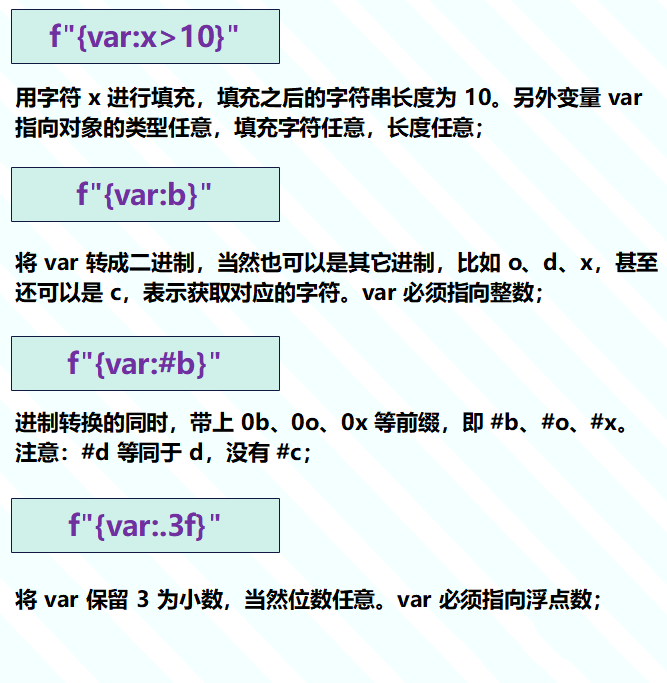 f"{var:x>10}"
用字符 x 进行填充，填充之后的字符串长度为 10。另外变量 var
指向对象的类型任意，填充字符任意，长度任意；
f"{var:b}"
将 var 转成二进制，当然也可以是其它进制，比如 o、d、x，甚至
还可以是 c，表示获取对应的字符。var 必须指向整数；
f"{var:#b}"
进制转换的同时，带上 0b、0o、0x 等前缀，即 #b、#o、#x。
注意：#d 等同于 d，没有 #c；
f"{var:.3f}"
将 var 保留 3 为小数，当然位数任意。var 必须指向浮点数；